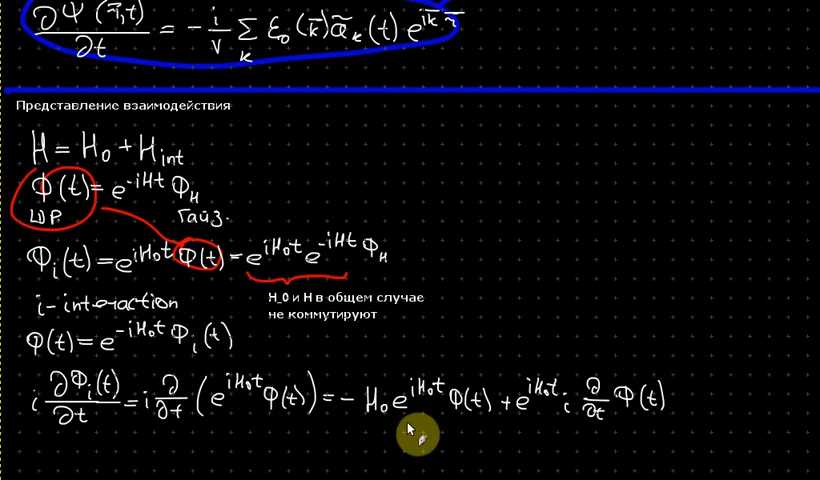 ∂Ψ(r̄,t)/∂t = - i/V Σ_k ε₀(k̄) ã_k(t) e^{i k̄ r̄}
Представление взаимодействия
H = H₀ + H_int
Φ(t) = e^{-iHt} Φ_H
ШР. Гайз.
Φ_i(t) = e^{iH₀t} Φ(t) = e^{iH₀t} e^{-iHt} Φ_H
H_0 и H в общем случае
не коммутируют
i-interaction
Φ(t) = e^{-iH₀t} Φ_i(t)
i ∂Φ_i(t)/∂t = i ∂/∂t (e^{iH₀t} Φ(t)) = - H₀ e^{iH₀t} Φ(t) + e^{iH₀t} i ∂/∂t Φ(t)